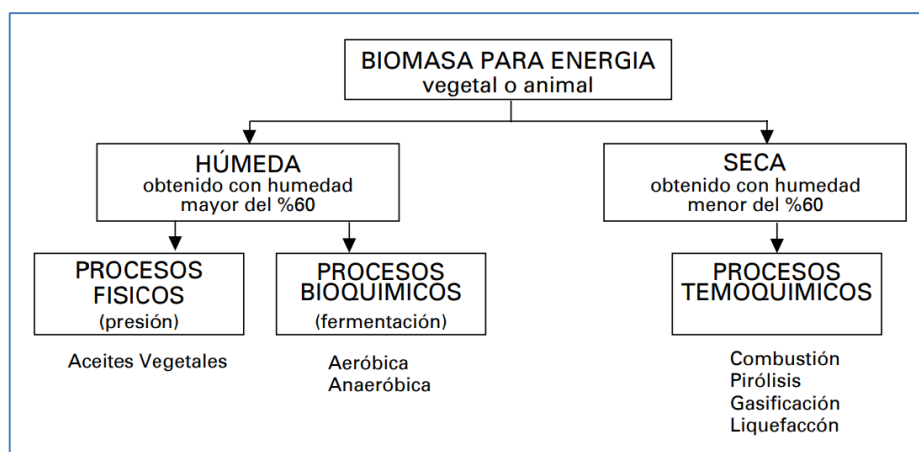 BIOMASA PARA ENERGIA
vegetal o animal
HÚMEDA
obtenido con humedad
mayor del %60
SECA
obtenido con humedad
menor del %60
PROCESOS
FISICOS
(presión)
PROCESOS
BIOQUIMICOS
(fermentación)
PROCESOS
TEMOQUIMICOS
Aceites Vegetales
Aeróbica
Anaeróbica
Combustión
Pirólisis
Gasificación
Liquefaccón